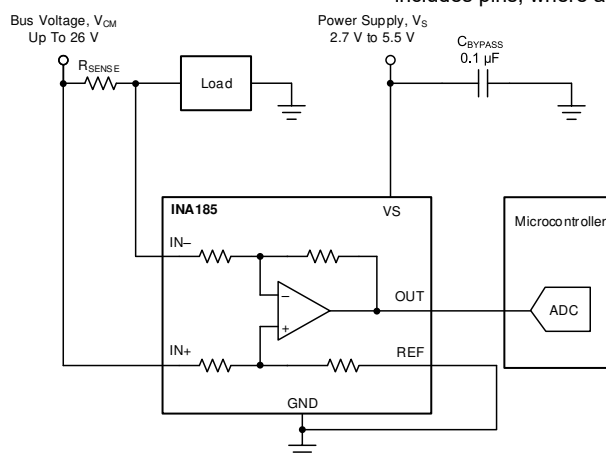 includes pins, where a
Bus Voltage, VCM
Up To 26 V
Power Supply, VS
2.7 V to 5.5 V
CBYPASS
0.1 µF
RSENSE
Load
INA185
VS
Microcontroller
IN–
OUT
ADC
–
+
IN+
REF
GND